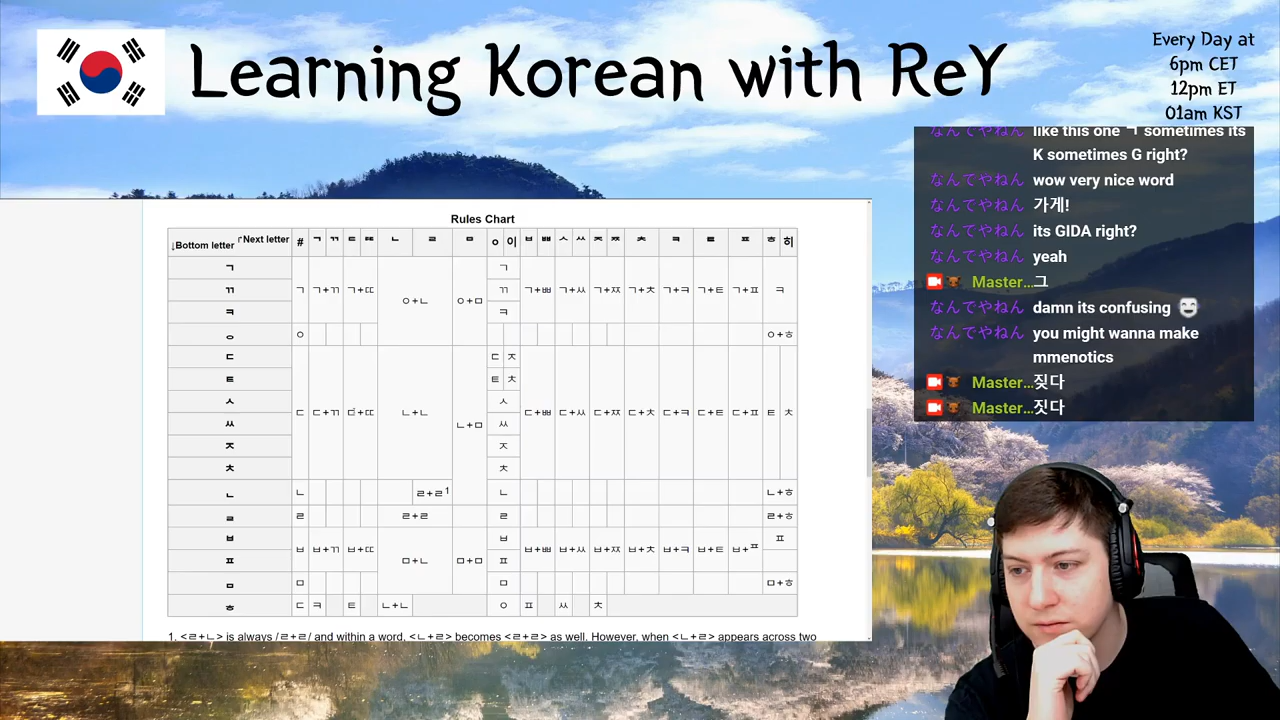 Learning Korean with ReY
Every Day at
6pm CET
12pm ET
01am KST
なんでやねん like this one ㄱ sometimes its
K sometimes G right?
なんでやねん wow very nice word
なんでやねん 가게!
なんでやねん its GIDA right?
なんでやねん yeah
Master...그
なんでやねん damn its confusing
なんでやねん you might wanna make
mmenotics
Master...짖다
Master...짓다
Rules Chart
↓Bottom letter ┌Next letter # ㄱ ㄲ ㄷ ㄸ ㄴ ㄹ ㅁ ㅇ 이 ㅂ ㅃ ㅅ ㅆ ㅈ ㅉ ㅊ ㅋ ㅌ ㅍ ㅎ 히
ㄱ ㄱ
ㄲ ㄱ+ㄲ ㄱ+ㄸ ㅇ+ㄴ ㅇ+ㅁ ㄲ ㄱ+ㅃ ㄱ+ㅆ ㄱ+ㅉ ㄱ+ㅊ ㄱ+ㅋ ㄱ+ㅌ ㄱ+ㅍ ㅋ
ㅋ ㅋ
ㅇ ㅇ ㅇ+ㅎ
ㄷ ㄷ ㅈ
ㅌ ㅌ ㅊ
ㅅ ㅅ
ㄷ ㄷ+ㄲ ㄷ+ㄸ ㄴ+ㄴ ㄷ+ㅃ ㄷ+ㅆ ㄷ+ㅉ ㄷ+ㅊ ㄷ+ㅋ ㄷ+ㅌ ㄷ+ㅍ ㅌ ㅊ
ㅆ ㄴ+ㅁ ㅆ
ㅈ ㅈ
ㅊ ㅊ
ㄴ ㄴ ㄹ+ㄹ1 ㄴ ㄴ+ㅎ
ㄹ ㄹ ㄹ+ㄹ ㄹ ㄹ+ㅎ
ㅂ ㅂ ㅍ
ㅂ ㅂ+ㄲ ㅂ+ㄸ ㅂ+ㅃ ㅂ+ㅆ ㅂ+ㅉ ㅂ+ㅊ ㅂ+ㅋ ㅂ+ㅌ ㅂ+ㅍ
ㅍ ㅁ+ㄴ ㅁ+ㅁ ㅍ
ㅁ ㅁ ㅁ ㅁ+ㅎ
ㅎ ㄷ ㅋ ㅌ ㄴ+ㄴ ㅇ ㅍ ㅆ ㅊ
1. <ㄹ+ㄴ> is always /ㄹ+ㄹ/ and within a word, <ㄴ+ㄹ> becomes <ㄹ+ㄹ> as well. However, when <ㄴ+ㄹ> appears across two